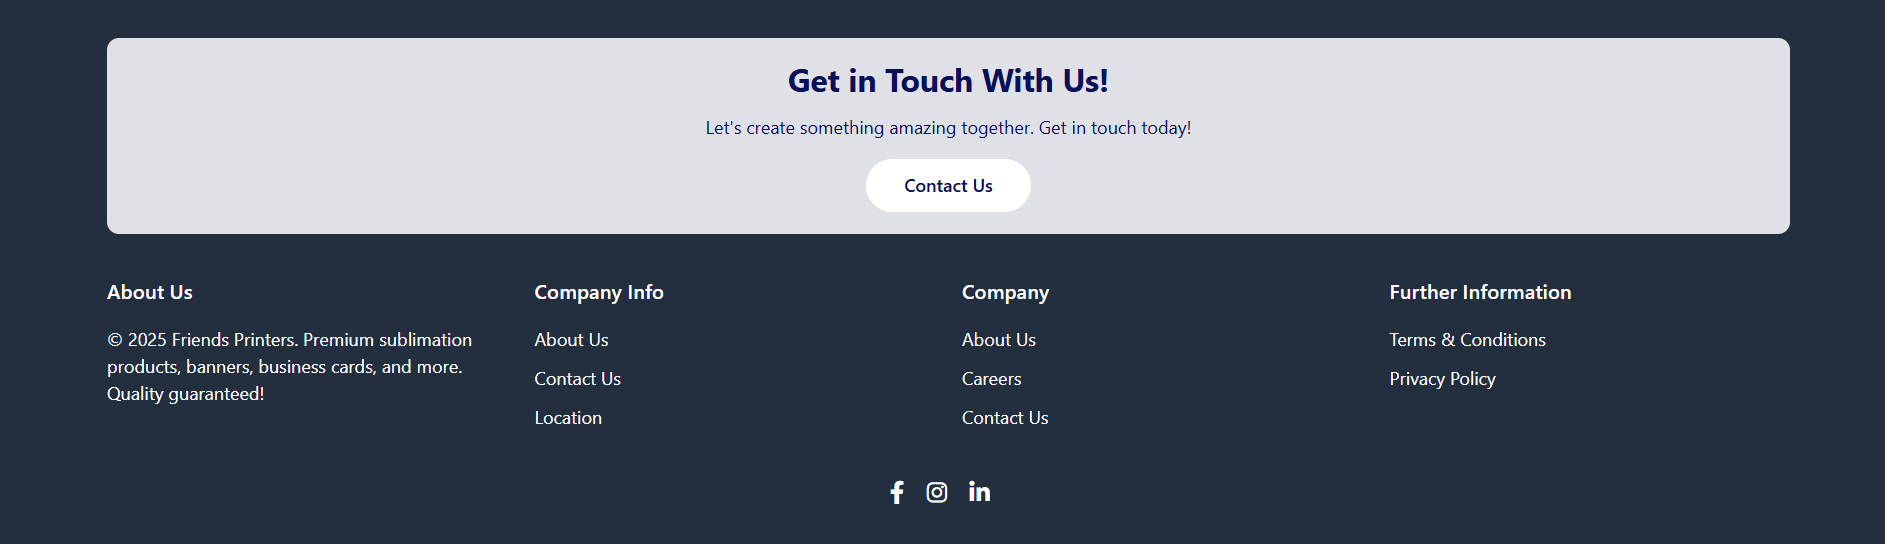 Get in Touch With Us!
Let's create something amazing together. Get in touch today!
Contact Us
About Us
© 2025 Friends Printers. Premium sublimation
products, banners, business cards, and more.
Quality guaranteed!
Company Info
About Us
Contact Us
Location
Company
About Us
Careers
Contact Us
Further Information
Terms & Conditions
Privacy Policy